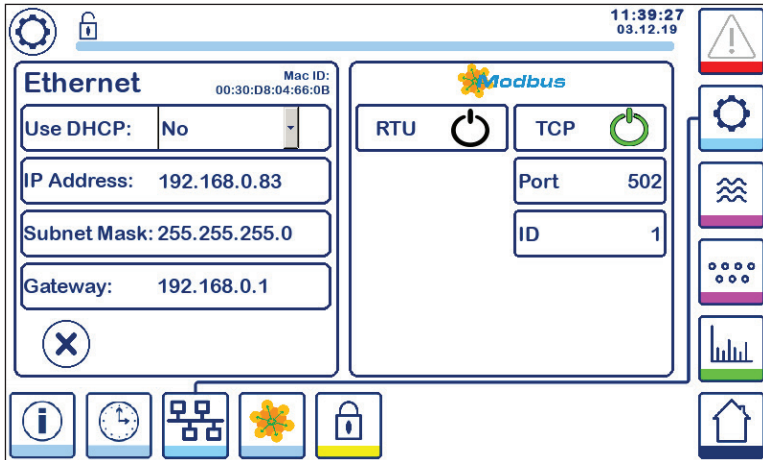 11:39:27
03.12.19
Ethernet
Mac ID:
00:30:D8:04:66:0B
Use DHCP: No
IP Address: 192.168.0.83
Subnet Mask: 255.255.255.0
Gateway: 192.168.0.1
Modbus
RTU TCP
Port 502
ID 1